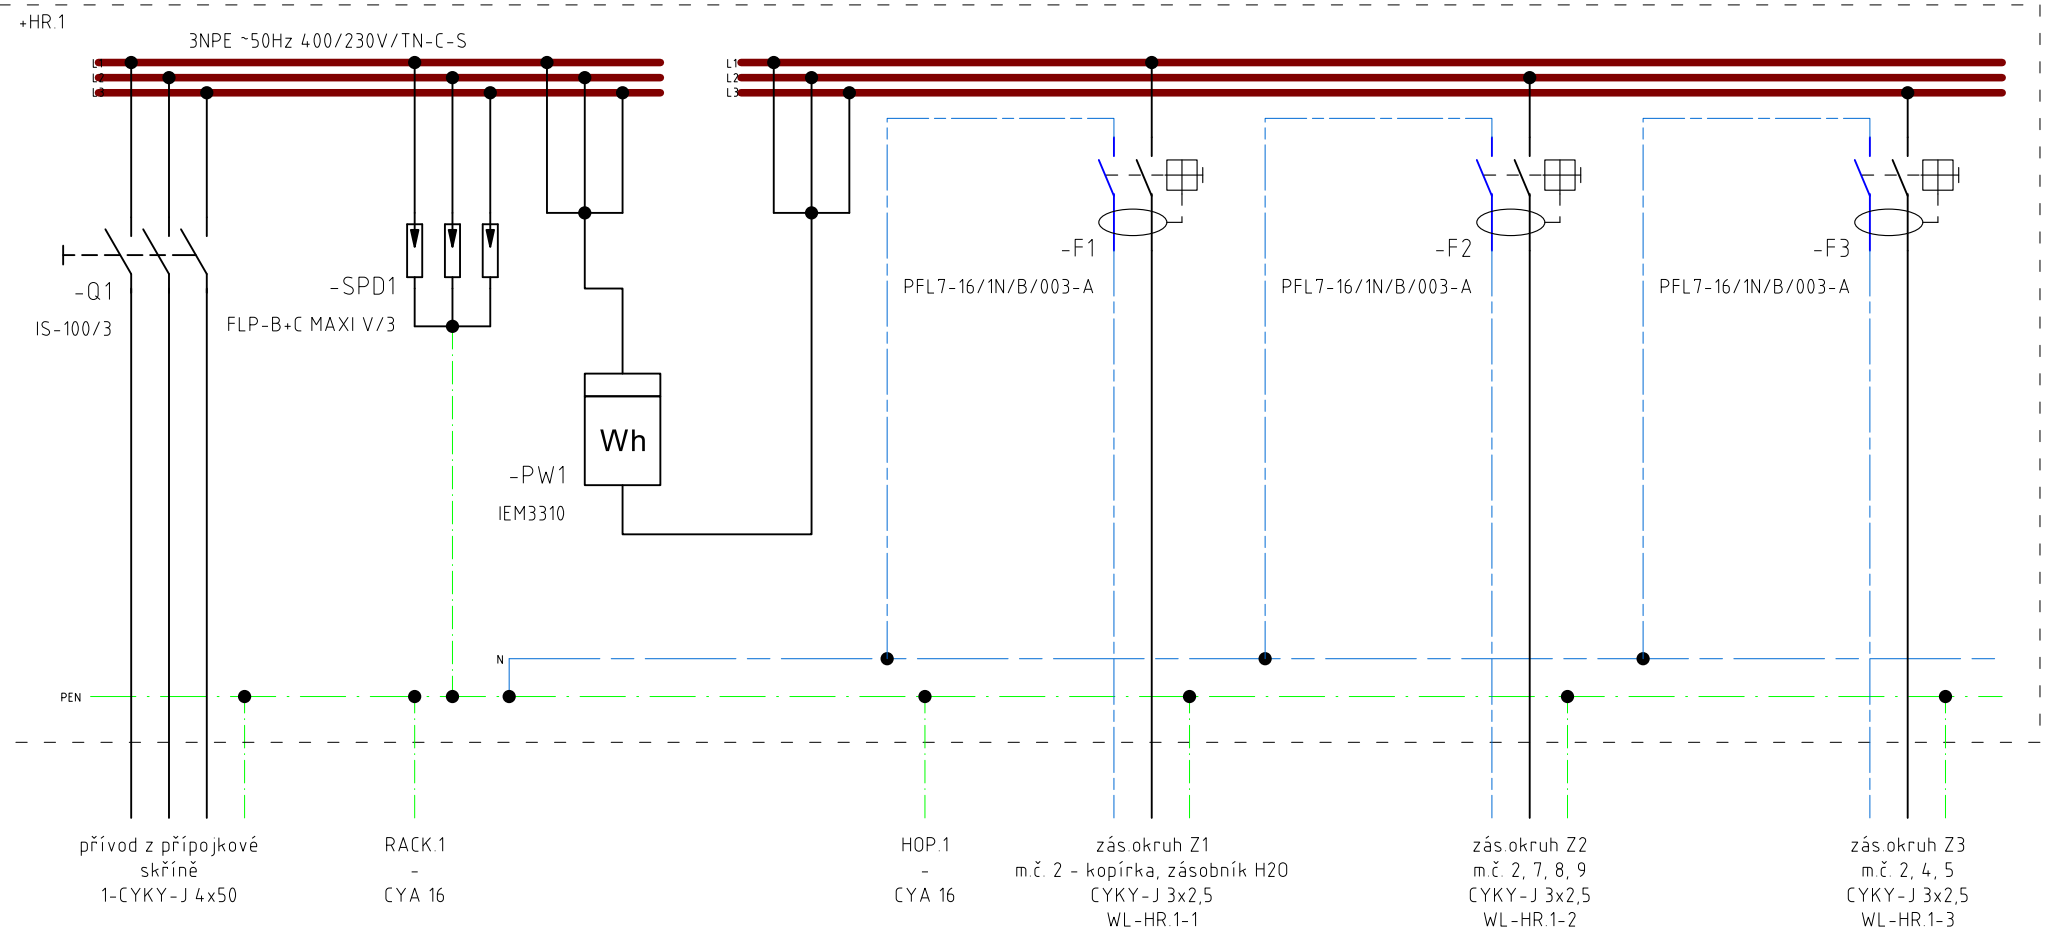 +HR.1
3NPE ~50Hz 400/230V/TN-C-S
L1
L2
L3
L1
L2
L3
-Q1
IS-100/3
-SPD1
FLP-B+C MAXI V/3
-F1
PFL7-16/1N/B/003-A
-F2
PFL7-16/1N/B/003-A
-F3
PFL7-16/1N/B/003-A
Wh
-PW1
IEM3310
N
PEN
přívod z přípojkové
skříně
1-CYKY-J 4x50
RACK.1
-
CYA 16
HOP.1
-
CYA 16
zás.okruh Z1
m.č. 2 - kopírka, zásobník H2O
CYKY-J 3x2,5
WL-HR.1-1
zás.okruh Z2
m.č. 2, 7, 8, 9
CYKY-J 3x2,5
WL-HR.1-2
zás.okruh Z3
m.č. 2, 4, 5
CYKY-J 3x2,5
WL-HR.1-3